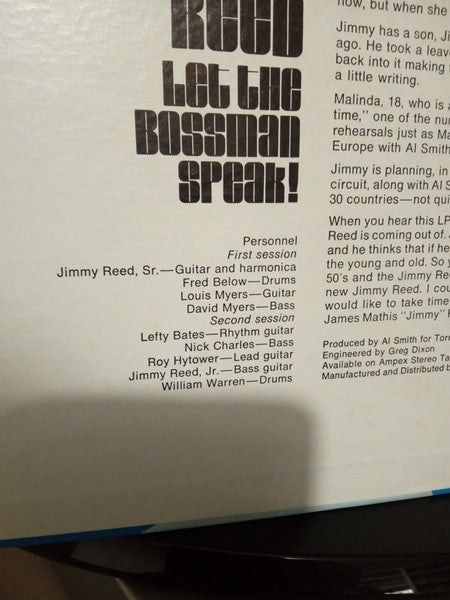 REED
Let the
Bossman
Speak!
Personnel
First session
Jimmy Reed, Sr.—Guitar and harmonica
Fred Below—Drums
Louis Myers—Guitar
David Myers—Bass
Second session
Lefty Bates—Rhythm guitar
Nick Charles—Bass
Roy Hytower—Lead guitar
Jimmy Reed, Jr.—Bass guitar
William Warren—Drums
now, but when she
Jimmy has a son, Ji
ago. He took a leav
back into it making
a little writing.
Malinda, 18, who is a
time," one of the nu
rehearsals just as Ma
Europe with Al Smith
Jimmy is planning, in
circuit, along with Al S
30 countries—not qui
When you hear this LP
Reed is coming out of.
and he thinks that if he
the young and old. So y
50's and the Jimmy Re
new Jimmy Reed. I cou
would like to take time
James Mathis "Jimmy"
Produced by Al Smith for Torr
Engineered by Greg Dixon
Available on Ampex Stereo Ta
Manufactured and Distributed b